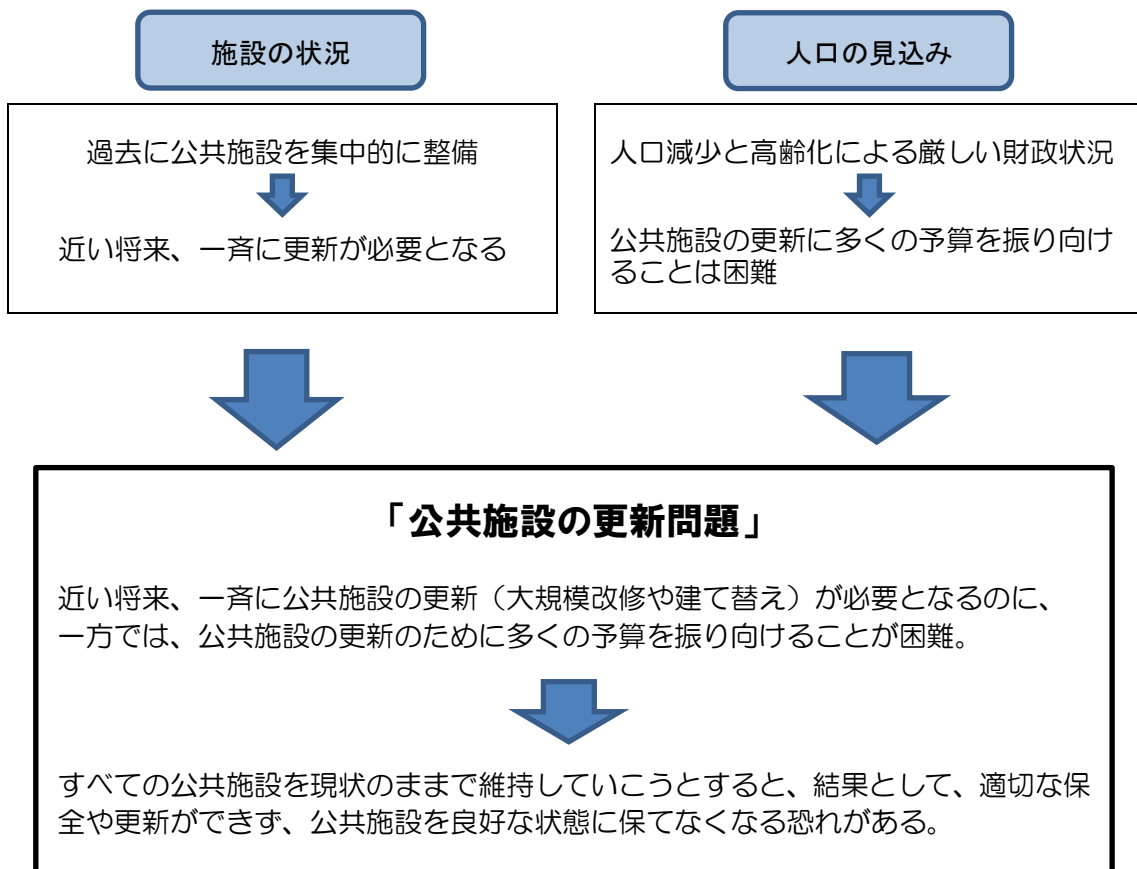 施設の状況
人口の見込み
過去に公共施設を集中的に整備
近い将来、一斉に更新が必要となる
人口減少と高齢化による厳しい財政状況
公共施設の更新に多くの予算を振り向け
ることは困難
「公共施設の更新問題」
近い将来、一斉に公共施設の更新（大規模改修や建て替え）が必要となるのに、
一方では、公共施設の更新のために多くの予算を振り向けることが困難。
すべての公共施設を現状のままで維持していこうとすると、結果として、適切な保
全や更新ができず、公共施設を良好な状態に保てなくなる恐れがある。